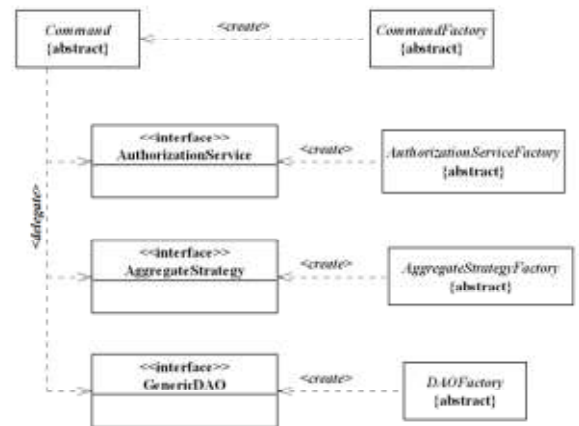 Command
{abstract}
<create>
CommandFactory
{abstract}
<<interface>>
AuthorizationService
<create>
AuthorizationServiceFactory
{abstract}
<delegate>
<<interface>>
AggregateStrategy
<create>
AggregateStrategyFactory
{abstract}
<<interface>>
GenericDAO
<create>
DAOFactory
{abstract}